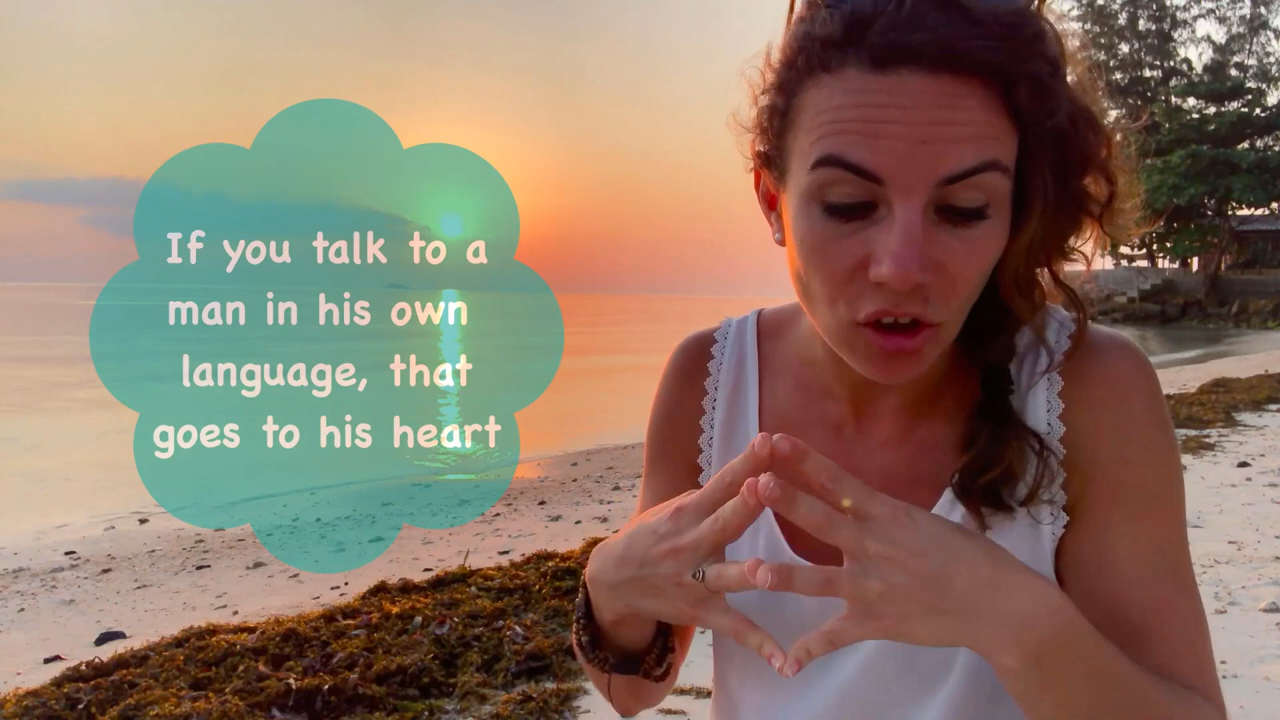 If you talk to a
man in his own
language, that
goes to his heart